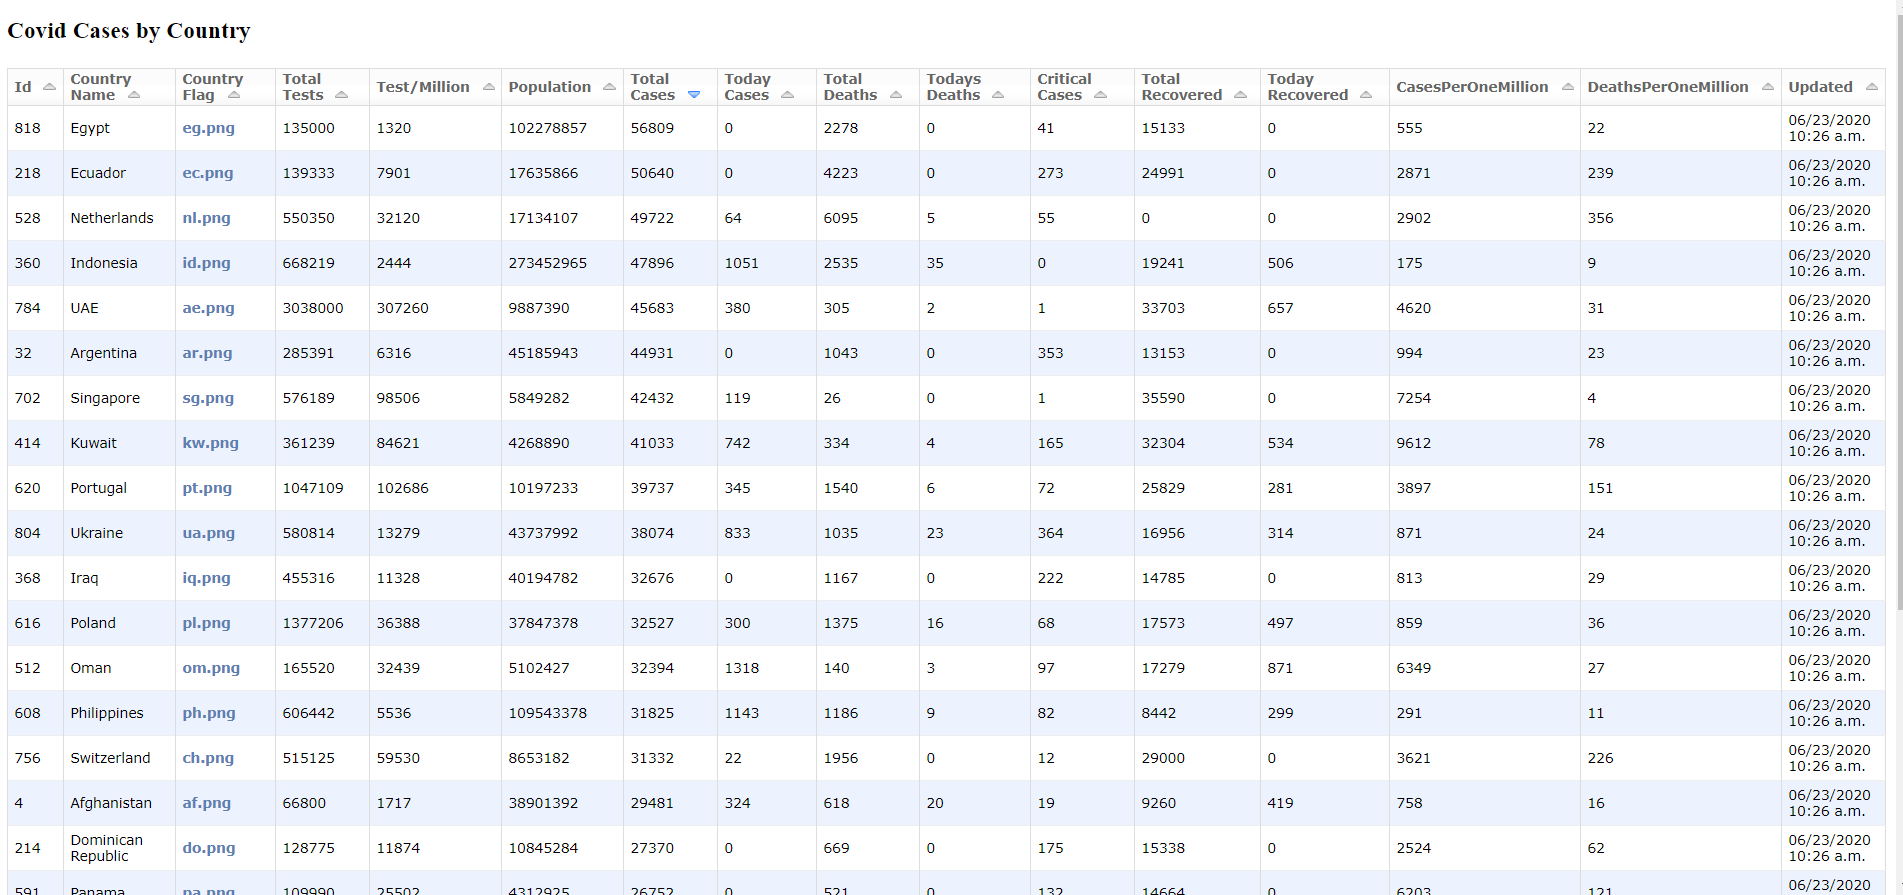 Covid Cases by Country
Id Country Name Country Flag Total Tests Test/Million Population Total Cases Today Cases Total Deaths Todays Deaths Critical Cases Total Recovered Today Recovered CasesPerOneMillion DeathsPerOneMillion Updated
818 Egypt eg.png 135000 1320 102278857 56809 0 2278 0 41 15133 0 555 22 06/23/2020 10:26 a.m.
218 Ecuador ec.png 139333 7901 17635866 50640 0 4223 0 273 24991 0 2871 239 06/23/2020 10:26 a.m.
528 Netherlands nl.png 550350 32120 17134107 49722 64 6095 5 55 0 0 2902 356 06/23/2020 10:26 a.m.
360 Indonesia id.png 668219 2444 273452965 47896 1051 2535 35 0 19241 506 175 9 06/23/2020 10:26 a.m.
784 UAE ae.png 3038000 307260 9887390 45683 380 305 2 1 33703 657 4620 31 06/23/2020 10:26 a.m.
32 Argentina ar.png 285391 6316 45185943 44931 0 1043 0 353 13153 0 994 23 06/23/2020 10:26 a.m.
702 Singapore sg.png 576189 98506 5849282 42432 119 26 0 1 35590 0 7254 4 06/23/2020 10:26 a.m.
414 Kuwait kw.png 361239 84621 4268890 41033 742 334 4 165 32304 534 9612 78 06/23/2020 10:26 a.m.
620 Portugal pt.png 1047109 102686 10197233 39737 345 1540 6 72 25829 281 3897 151 06/23/2020 10:26 a.m.
804 Ukraine ua.png 580814 13279 43737992 38074 833 1035 23 364 16956 314 871 24 06/23/2020 10:26 a.m.
368 Iraq iq.png 455316 11328 40194782 32676 0 1167 0 222 14785 0 813 29 06/23/2020 10:26 a.m.
616 Poland pl.png 1377206 36388 37847378 32527 300 1375 16 68 17573 497 859 36 06/23/2020 10:26 a.m.
512 Oman om.png 165520 32439 5102427 32394 1318 140 3 97 17279 871 6349 27 06/23/2020 10:26 a.m.
608 Philippines ph.png 606442 5536 109543378 31825 1143 1186 9 82 8442 299 291 11 06/23/2020 10:26 a.m.
756 Switzerland ch.png 515125 59530 8653182 31332 22 1956 0 12 29000 0 3621 226 06/23/2020 10:26 a.m.
4 Afghanistan af.png 66800 1717 38901392 29481 324 618 20 19 9260 419 758 16 06/23/2020 10:26 a.m.
214 Dominican Republic do.png 128775 11874 10845284 27370 0 669 0 175 15338 0 2524 62 06/23/2020 10:26 a.m.
591 Panama pa.png 109990 25502 4312925 26752 0 521 0 132 14664 0 6203 121 06/23/2020